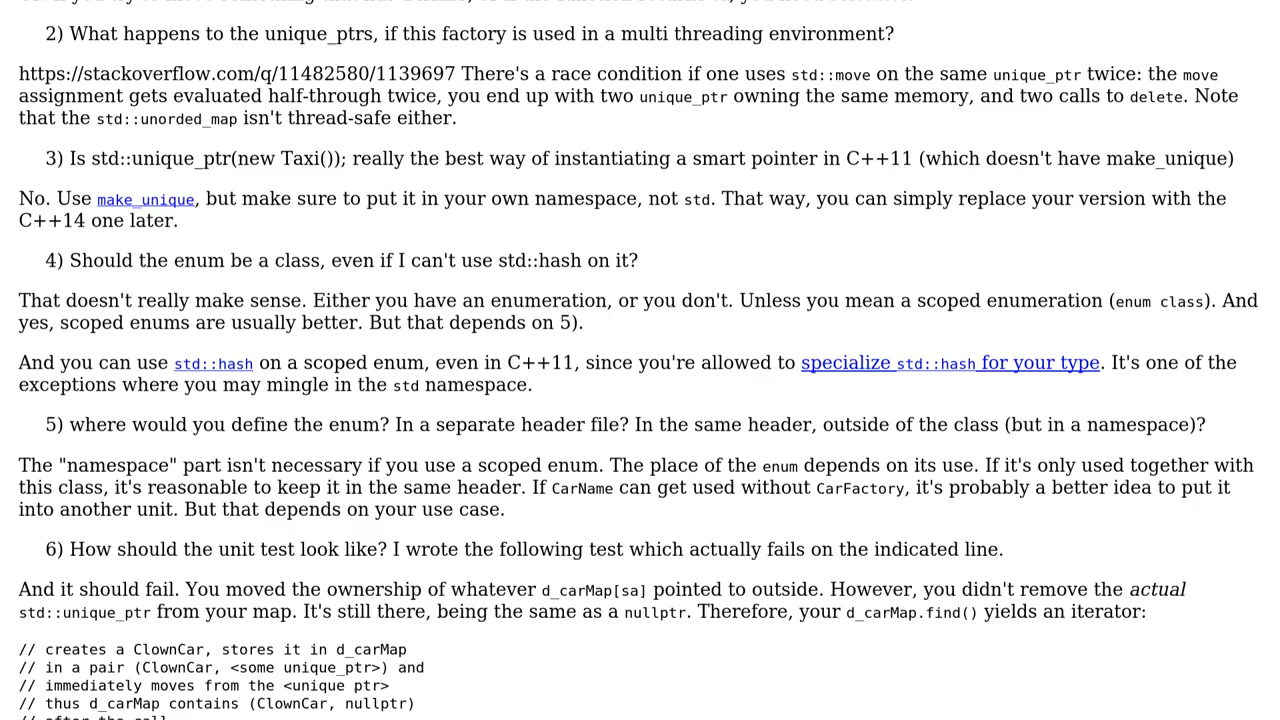 2) What happens to the unique_ptrs, if this factory is used in a multi threading environment?
https://stackoverflow.com/q/11482580/1139697 There's a race condition if one uses std::move on the same unique_ptr twice: the move
assignment gets evaluated half-through twice, you end up with two unique_ptr owning the same memory, and two calls to delete. Note
that the std::unorded_map isn't thread-safe either.
3) Is std::unique_ptr(new Taxi()); really the best way of instantiating a smart pointer in C++11 (which doesn't have make_unique)
No. Use make_unique, but make sure to put it in your own namespace, not std. That way, you can simply replace your version with the
C++14 one later.
4) Should the enum be a class, even if I can't use std::hash on it?
That doesn't really make sense. Either you have an enumeration, or you don't. Unless you mean a scoped enumeration (enum class). And
yes, scoped enums are usually better. But that depends on 5).
And you can use std::hash on a scoped enum, even in C++11, since you're allowed to specialize std::hash for your type. It's one of the
exceptions where you may mingle in the std namespace.
5) where would you define the enum? In a separate header file? In the same header, outside of the class (but in a namespace)?
The "namespace" part isn't necessary if you use a scoped enum. The place of the enum depends on its use. If it's only used together with
this class, it's reasonable to keep it in the same header. If CarName can get used without CarFactory, it's probably a better idea to put it
into another unit. But that depends on your use case.
6) How should the unit test look like? I wrote the following test which actually fails on the indicated line.
And it should fail. You moved the ownership of whatever d_carMap[sa] pointed to outside. However, you didn't remove the actual
std::unique_ptr from your map. It's still there, being the same as a nullptr. Therefore, your d_carMap.find() yields an iterator:
// creates a ClownCar, stores it in d_carMap
// in a pair (ClownCar, <some unique_ptr>) and
// immediately moves from the <unique ptr>
// thus d_carMap contains (ClownCar, nullptr)
// after the call